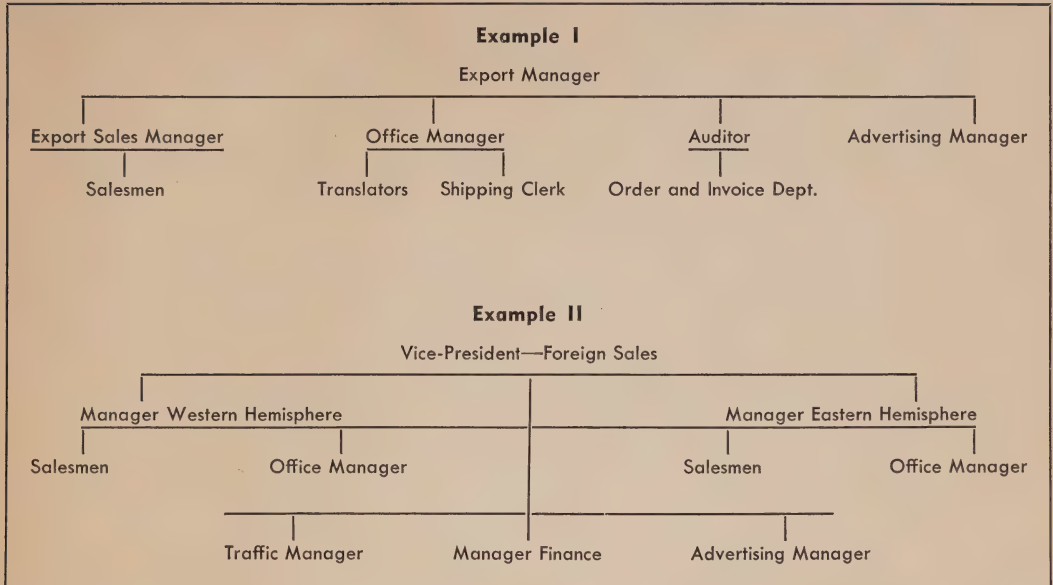 Example I
Export Manager
Export Sales Manager Office Manager Auditor Advertising Manager
Salesmen Translators Shipping Clerk Order and Invoice Dept.
Example II
Vice-President—Foreign Sales
Manager Western Hemisphere Manager Eastern Hemisphere
Salesmen Office Manager Salesmen Office Manager
Traffic Manager Manager Finance Advertising Manager